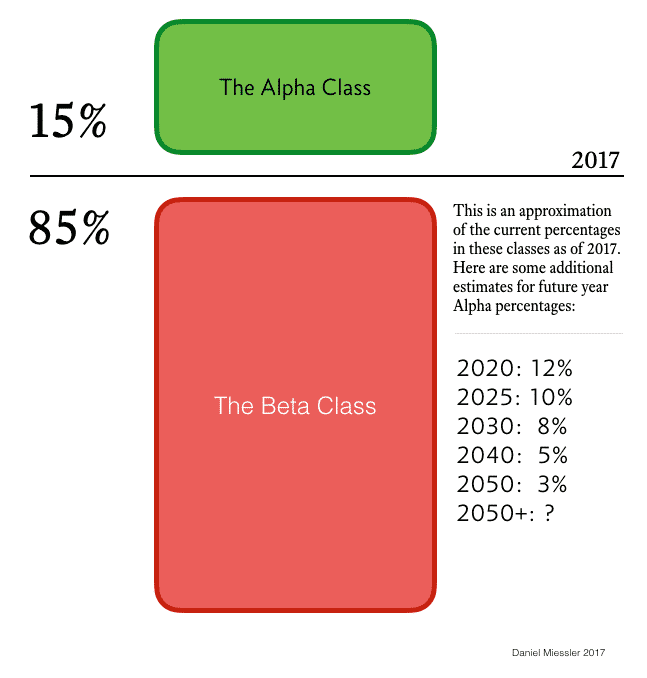 The Alpha Class
15%
2017
85%
This is an approximation
of the current percentages
in these classes as of 2017.
Here are some additional
estimates for future year
Alpha percentages:
The Beta Class
2020: 12%
2025: 10%
2030: 8%
2040: 5%
2050: 3%
2050+: ?
Daniel Miessler 2017